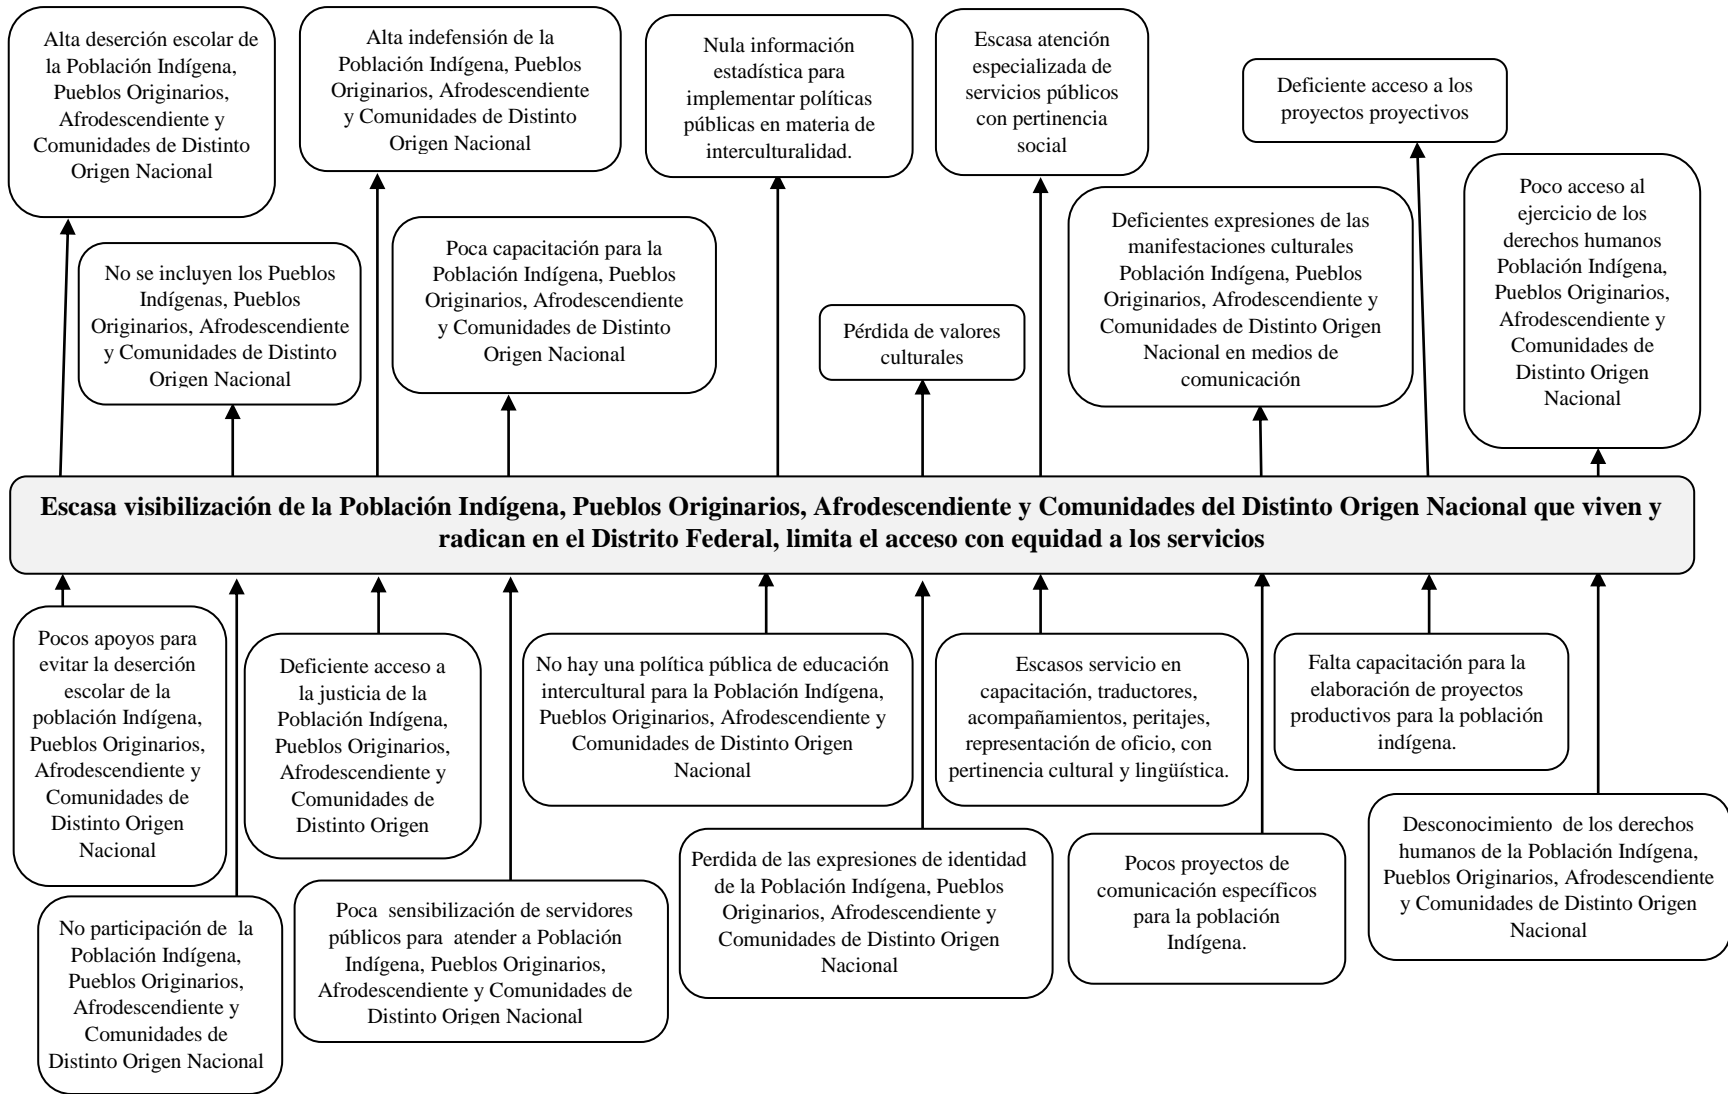 Alta deserción escolar de
la Población Indígena,
Pueblos Originarios,
Afrodescendiente y
Comunidades de Distinto
Origen Nacional
Alta indefensión de la
Población Indígena, Pueblos
Originarios, Afrodescendiente
y Comunidades de Distinto
Origen Nacional
Nula información
estadística para
implementar políticas
públicas en materia de
interculturalidad.
Escasa atención
especializada de
servicios públicos
con pertinencia
social
Deficiente acceso a los
proyectos proyectivos
No se incluyen los Pueblos
Indígenas, Pueblos
Originarios, Afrodescendiente
y Comunidades de Distinto
Origen Nacional
Poca capacitación para la
Población Indígena, Pueblos
Originarios, Afrodescendiente
y Comunidades de Distinto
Origen Nacional
Pérdida de valores
culturales
Deficientes expresiones de las
manifestaciones culturales
Población Indígena, Pueblos
Originarios, Afrodescendiente y
Comunidades de Distinto Origen
Nacional en medios de
comunicación
Poco acceso al
ejercicio de los
derechos humanos
Población Indígena,
Pueblos Originarios,
Afrodescendiente y
Comunidades de
Distinto Origen
Nacional
Escasa visibilización de la Población Indígena, Pueblos Originarios, Afrodescendiente y Comunidades del Distinto Origen Nacional que viven y
radican en el Distrito Federal, limita el acceso con equidad a los servicios
Pocos apoyos para
evitar la deserción
escolar de la
población Indígena,
Pueblos Originarios,
Afrodescendiente y
Comunidades de
Distinto Origen
Nacional
Deficiente acceso a
la justicia de la
Población Indígena,
Pueblos Originarios,
Afrodescendiente y
Comunidades de
Distinto Origen
No hay una política pública de educación
intercultural para la Población Indígena,
Pueblos Originarios, Afrodescendiente y
Comunidades de Distinto Origen
Nacional
Escasos servicio en
capacitación, traductores,
acompañamientos, peritajes,
representación de oficio, con
pertinencia cultural y lingüística.
Falta capacitación para la
elaboración de proyectos
productivos para la población
indígena.
No participación de la
Población Indígena,
Pueblos Originarios,
Afrodescendiente y
Comunidades de
Distinto Origen Nacional
Poca sensibilización de servidores
públicos para atender a Población
Indígena, Pueblos Originarios,
Afrodescendiente y Comunidades de
Distinto Origen Nacional
Perdida de las expresiones de identidad
de la Población Indígena, Pueblos
Originarios, Afrodescendiente y
Comunidades de Distinto Origen
Nacional
Pocos proyectos de
comunicación específicos
para la población
Indígena.
Desconocimiento de los derechos
humanos de la Población Indígena,
Pueblos Originarios, Afrodescendiente
y Comunidades de Distinto Origen
Nacional